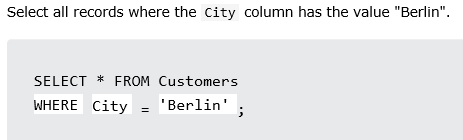 Select all records where the City column has the value "Berlin".
SELECT * FROM Customers
WHERE City = 'Berlin' ;